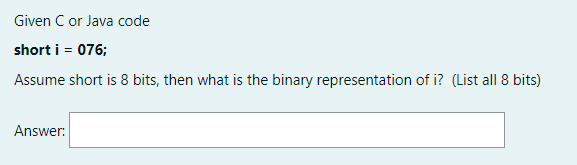 Given C or Java code
short i = 076;
Assume short is 8 bits, then what is the binary representation of i? (List all 8 bits)
Answer: